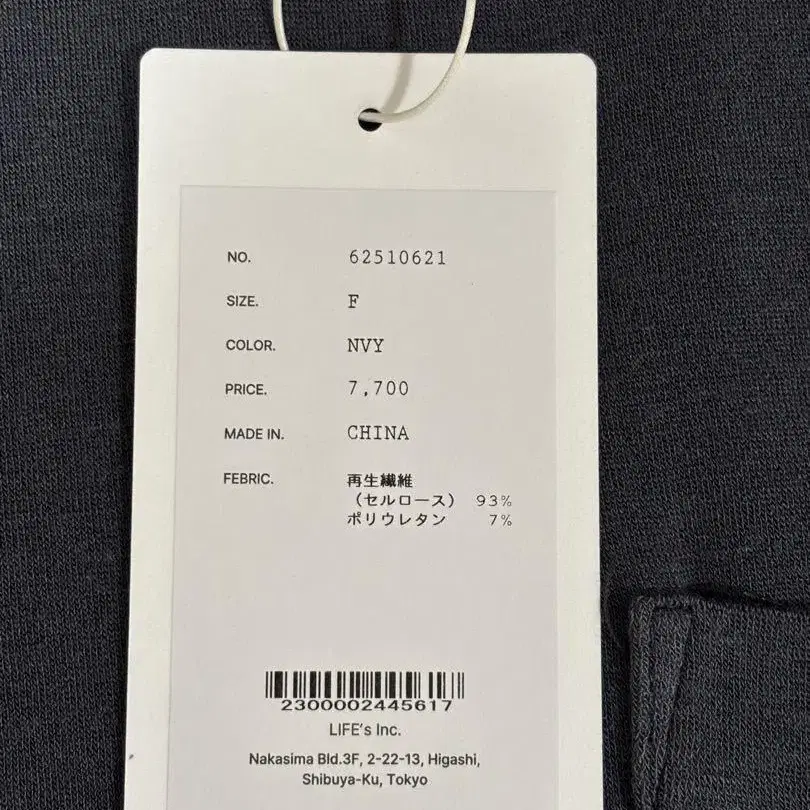 NO. 62510621
SIZE. F
COLOR. NVY
PRICE. 7,700
MADE IN. CHINA
FEBRIC. 再生繊維
（セルロース） 93%
ポリウレタン 7%
2300002445617
LIFE's Inc.
Nakasima Bld.3F, 2-22-13, Higashi,
Shibuya-Ku, Tokyo